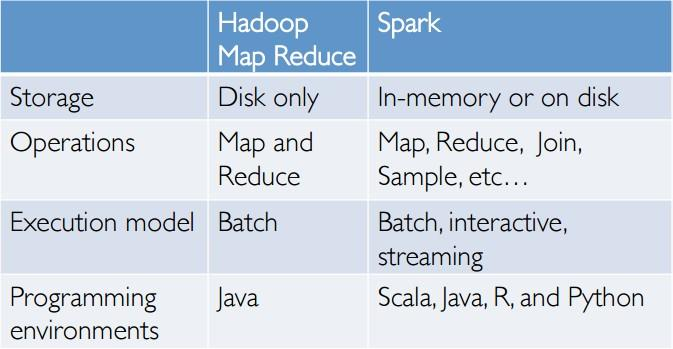 Hadoop Map Reduce
Spark
Storage
Disk only
In-memory or on disk
Operations
Map and Reduce
Map, Reduce, Join, Sample, etc…
Execution model
Batch
Batch, interactive, streaming
Programming environments
Java
Scala, Java, R, and Python